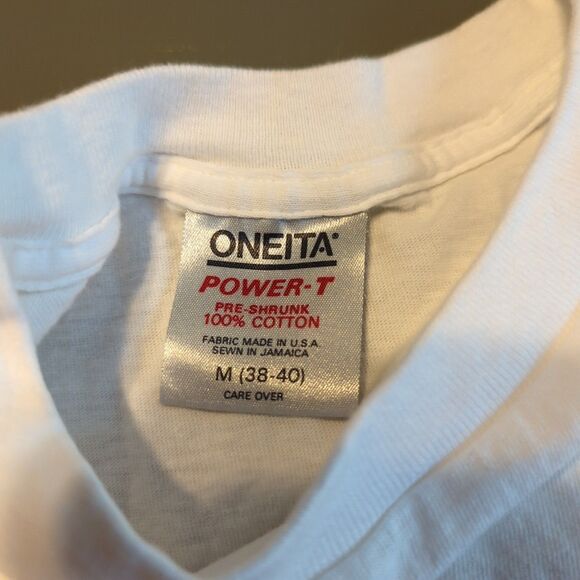 ONEITA
POWER-T
PRE-SHRUNK
100% COTTON
FABRIC MADE IN U.S.A.
SEWN IN JAMAICA
M (38-40)
CARE OVER